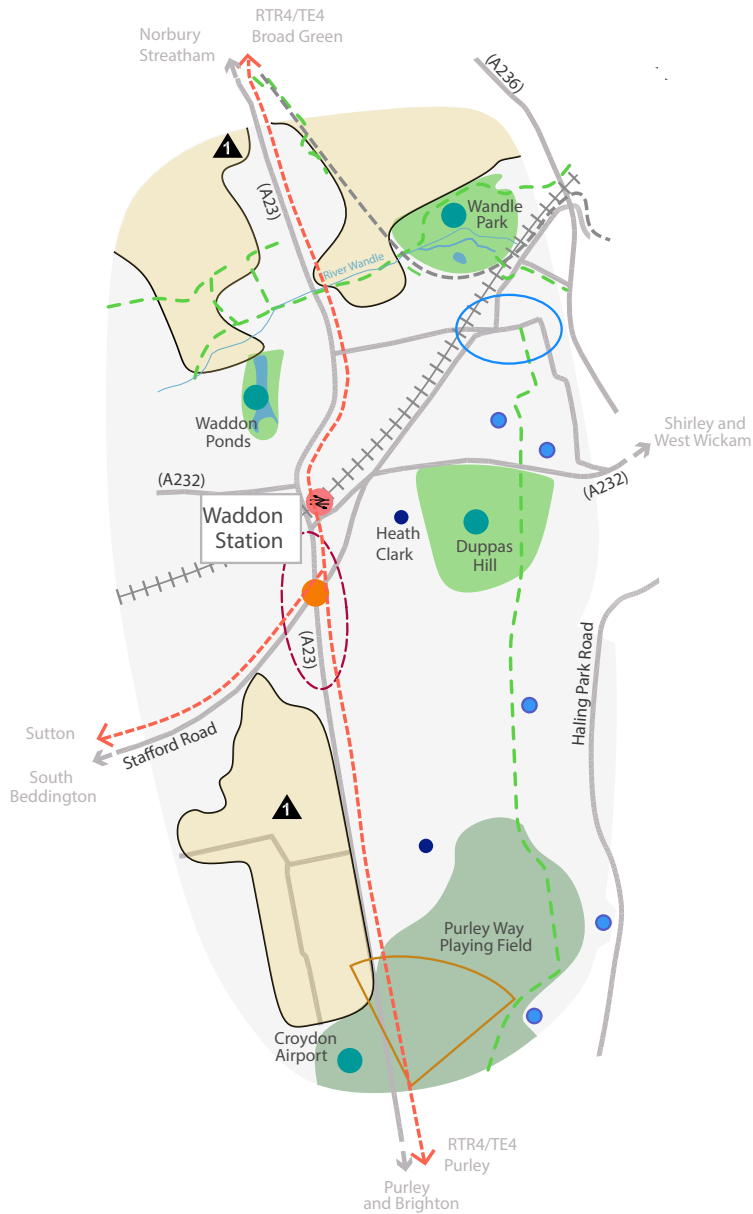 RTR4/TE4
Broad Green
Norbury
Streatham
(A236)
1
(A23)
Wandle
Park
River Wandle
Waddon
Ponds
Shirley and
West Wickam
(A232)
(A232)
Waddon
Station
Heath
Clark
Duppas
Hill
(A23)
Haling Park Road
Sutton
Stafford Road
South
Beddington
1
Purley Way
Playing Field
Croydon
Airport
RTR4/TE4
Purley
Purley
and Brighton